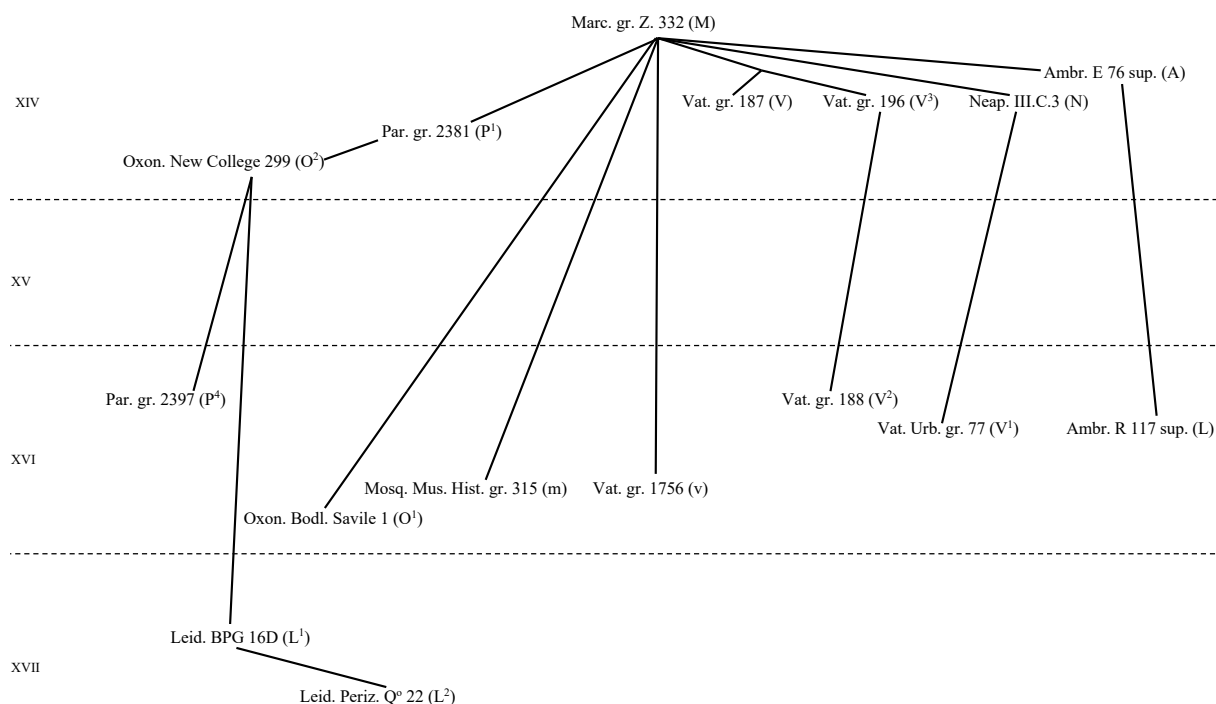 Marc. gr. Z. 332 (M)
Ambr. E 76 sup. (A)
XIV
Vat. gr. 187 (V)
Vat. gr. 196 (V³)
Neap. III.C.3 (N)
Par. gr. 2381 (P¹)
Oxon. New College 299 (O²)
XV
Par. gr. 2397 (P⁴)
Vat. gr. 188 (V²)
Vat. Urb. gr. 77 (V¹)
Ambr. R 117 sup. (L)
XVI
Mosq. Mus. Hist. gr. 315 (m)
Vat. gr. 1756 (v)
Oxon. Bodl. Savile 1 (O¹)
Leid. BPG 16D (L¹)
XVII
Leid. Periz. Qº 22 (L²)